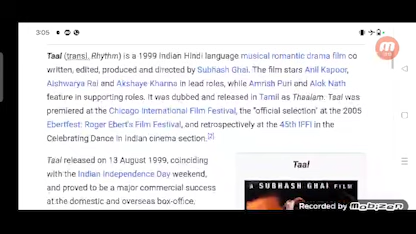 3:05
Taal (transl. Rhythm) is a 1999 Indian Hindi language musical romantic drama film co
written, edited, produced and directed by Subhash Ghai. The film stars Anil Kapoor,
Aishwarya Rai and Akshaye Khanna in lead roles, while Amrish Puri and Alok Nath
feature in supporting roles. It was dubbed and released in Tamil as Thaalam. Taal was
premiered at the Chicago International Film Festival, the "official selection" at the 2005
Ebertfest: Roger Ebert's Film Festival, and retrospectively at the 45th IFFI in the
Celebrating Dance in Indian cinema section.[2]
Taal released on 13 August 1999, coinciding
with the Indian Independence Day weekend,
and proved to be a major commercial success
at the domestic and overseas box-office.
Taal
A SUBHASH GHAI FILM
Recorded by Mobizen